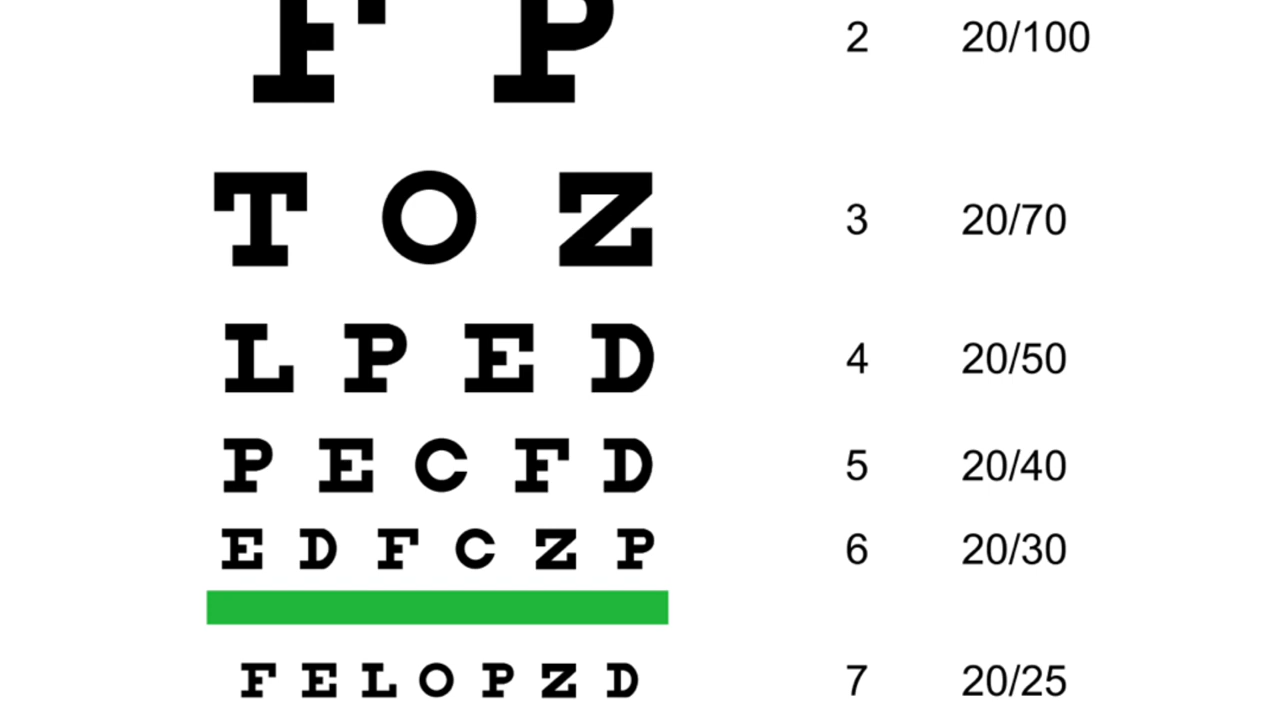 F P 2 20/100
T O Z 3 20/70
L P E D 4 20/50
P E C F D 5 20/40
E D F C Z P 6 20/30
F E L O P Z D 7 20/25